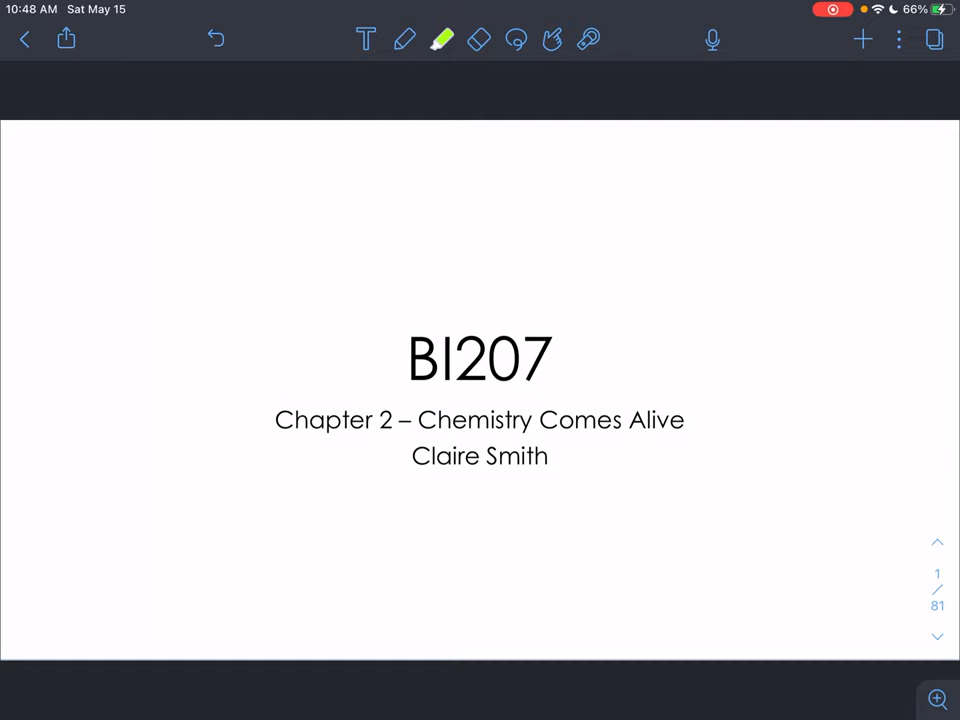 10:48 AM Sat May 15
66%
T
BI207
Chapter 2 – Chemistry Comes Alive
Claire Smith
1
/
81